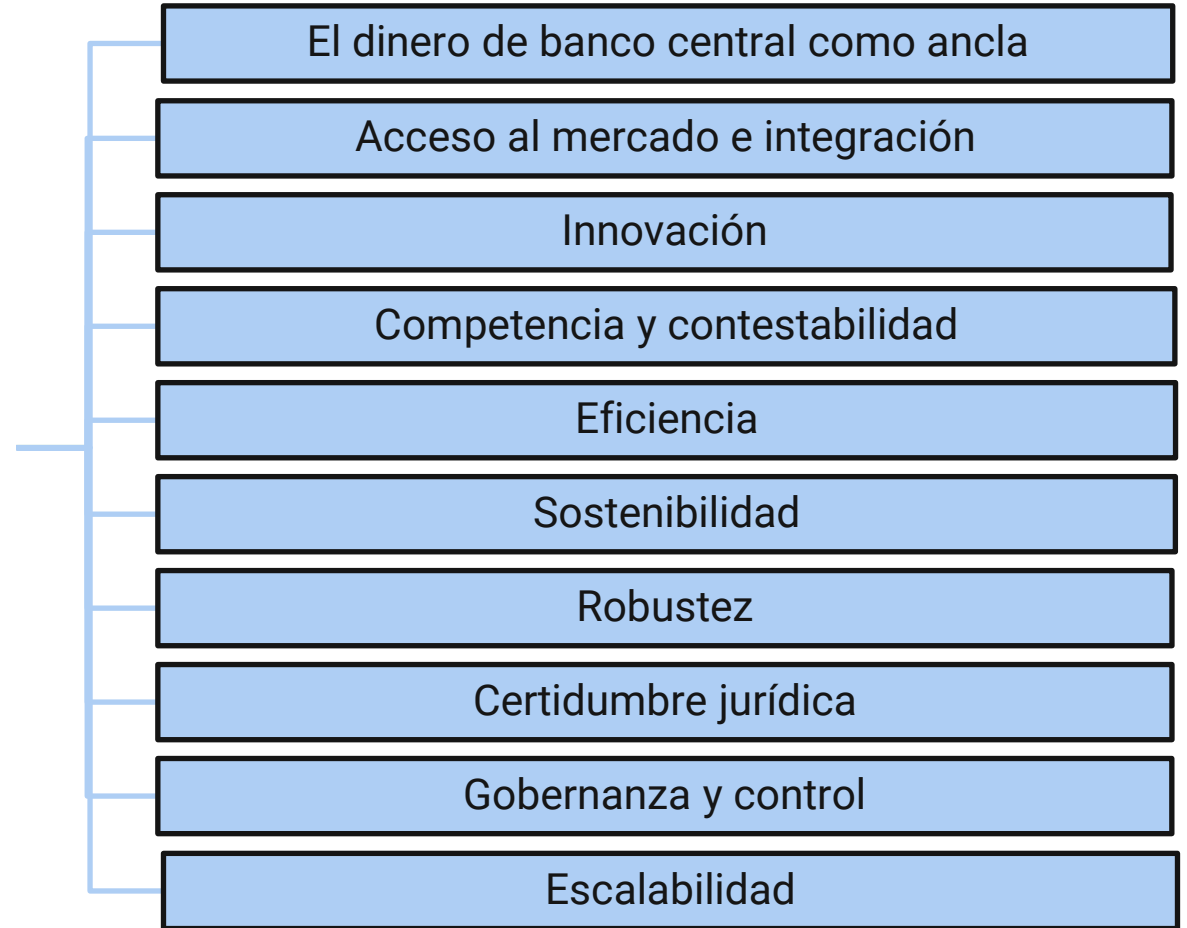 El dinero de banco central como ancla
Acceso al mercado e integración
Innovación
Competencia y contestabilidad
Eficiencia
Sostenibilidad
Robustez
Certidumbre jurídica
Gobernanza y control
Escalabilidad